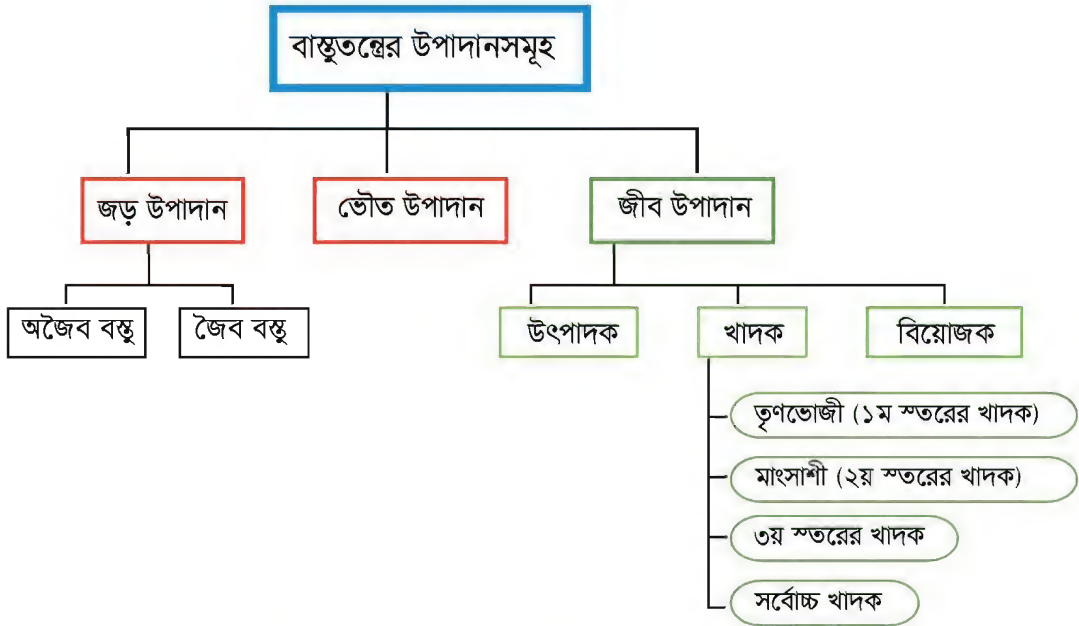 বাস্তুতন্ত্রের উপাদানসমূহ
জড় উপাদান
ভৌত উপাদান
জীব উপাদান
অজৈব বস্তু
জৈব বস্তু
উৎপাদক
খাদক
বিয়োজক
তৃণভোজী (১ম স্তরের খাদক)
মাংসাশী (২য় স্তরের খাদক)
৩য় স্তরের খাদক
সর্বোচ্চ খাদক